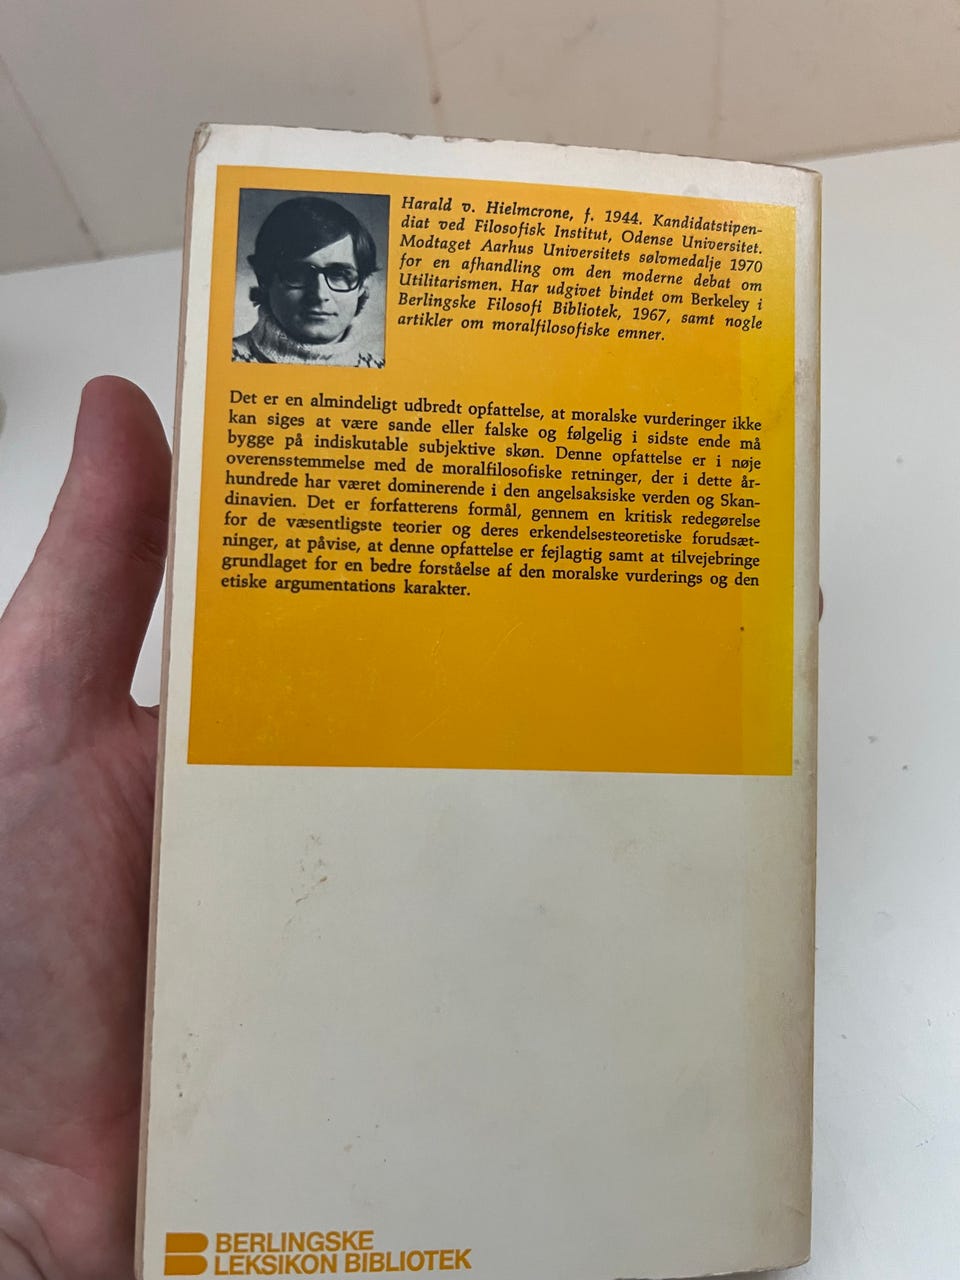 Harald v. Hielmcrone, f. 1944. Kandidatstipen-
diat ved Filosofisk Institut, Odense Universitet.
Modtaget Aarhus Universitets sølvmedalje 1970
for en afhandling om den moderne debat om
Utilitarismen. Har udgivet bindet om Berkeley i
Berlingske Filosofi Bibliotek, 1967, samt nogle
artikler om moralfilosofiske emner.
Det er en almindeligt udbredt opfattelse, at moralske vurderinger ikke
kan siges at være sande eller falske og følgelig i sidste ende må
bygge på indiskutable subjektive skøn. Denne opfattelse er i nøje
overensstemmelse med de moralfilosofiske retninger, der i dette år-
hundrede har været dominerende i den angelsaksiske verden og Skan-
dinavien. Det er forfatterens formål, gennem en kritisk redegørelse
for de væsentligste teorier og deres erkendelsesteoretiske forudsæt-
ninger, at påvise, at denne opfattelse er fejlagtig samt at tilvejebringe
grundlaget for en bedre forståelse af den moralske vurderings og den
etiske argumentations karakter.
BERLINGSKE
LEKSIKON BIBLIOTEK